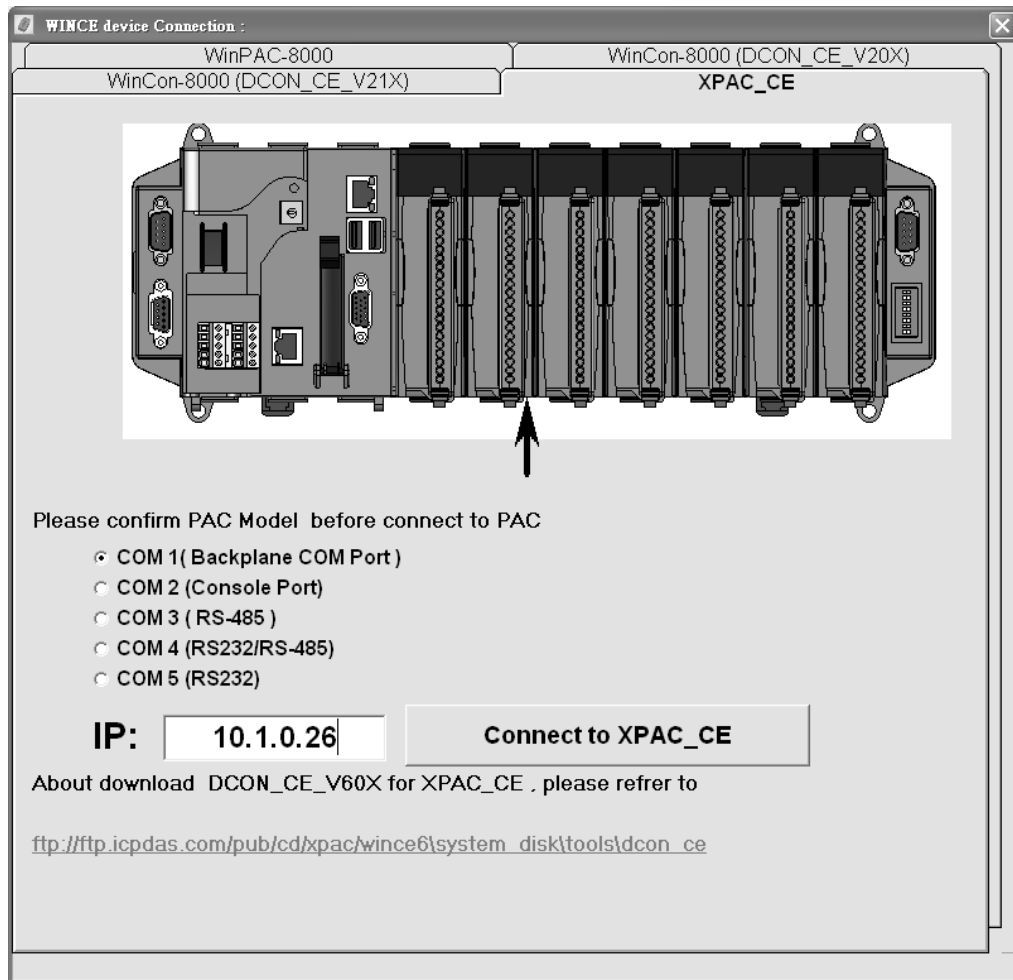 WINCE device Connection :
WinPAC-8000
WinCon-8000 (DCON_CE_V20X)
WinCon-8000 (DCON_CE_V21X)
XPAC_CE
Please confirm PAC Model before connect to PAC
COM 1( Backplane COM Port )
COM 2 (Console Port)
COM 3 ( RS-485 )
COM 4 (RS232/RS-485)
COM 5 (RS232)
IP: 10.1.0.26 Connect to XPAC_CE
About download DCON_CE_V60X for XPAC_CE , please refrer to
ftp://ftp.icpdas.com/pub/cd/xpac/wince6\system_disk\tools\dcon_ce